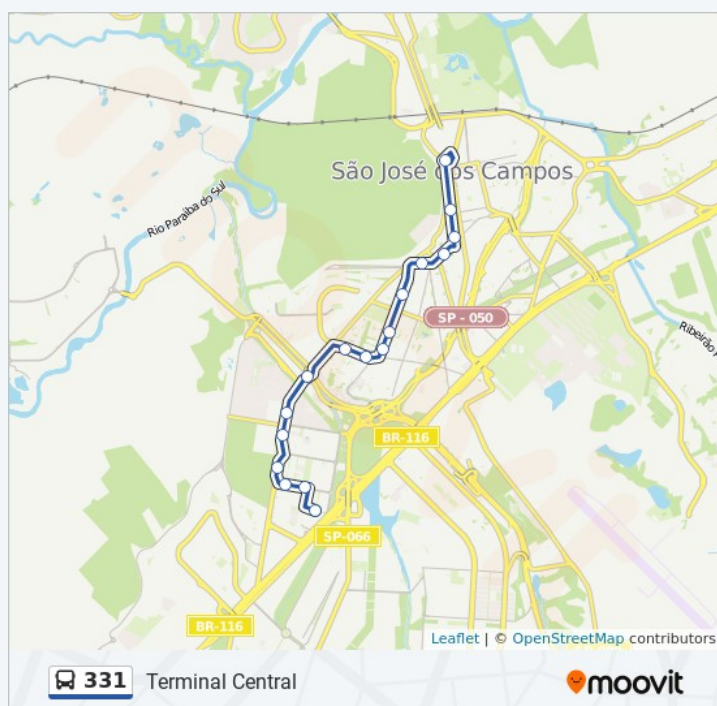 São José dos Campos
Rio Paraíba do Sul
SP - 050
Ribeirão
BR-116
SP-066
BR-116
Leaflet | © OpenStreetMap contributors
331 Terminal Central
moovit